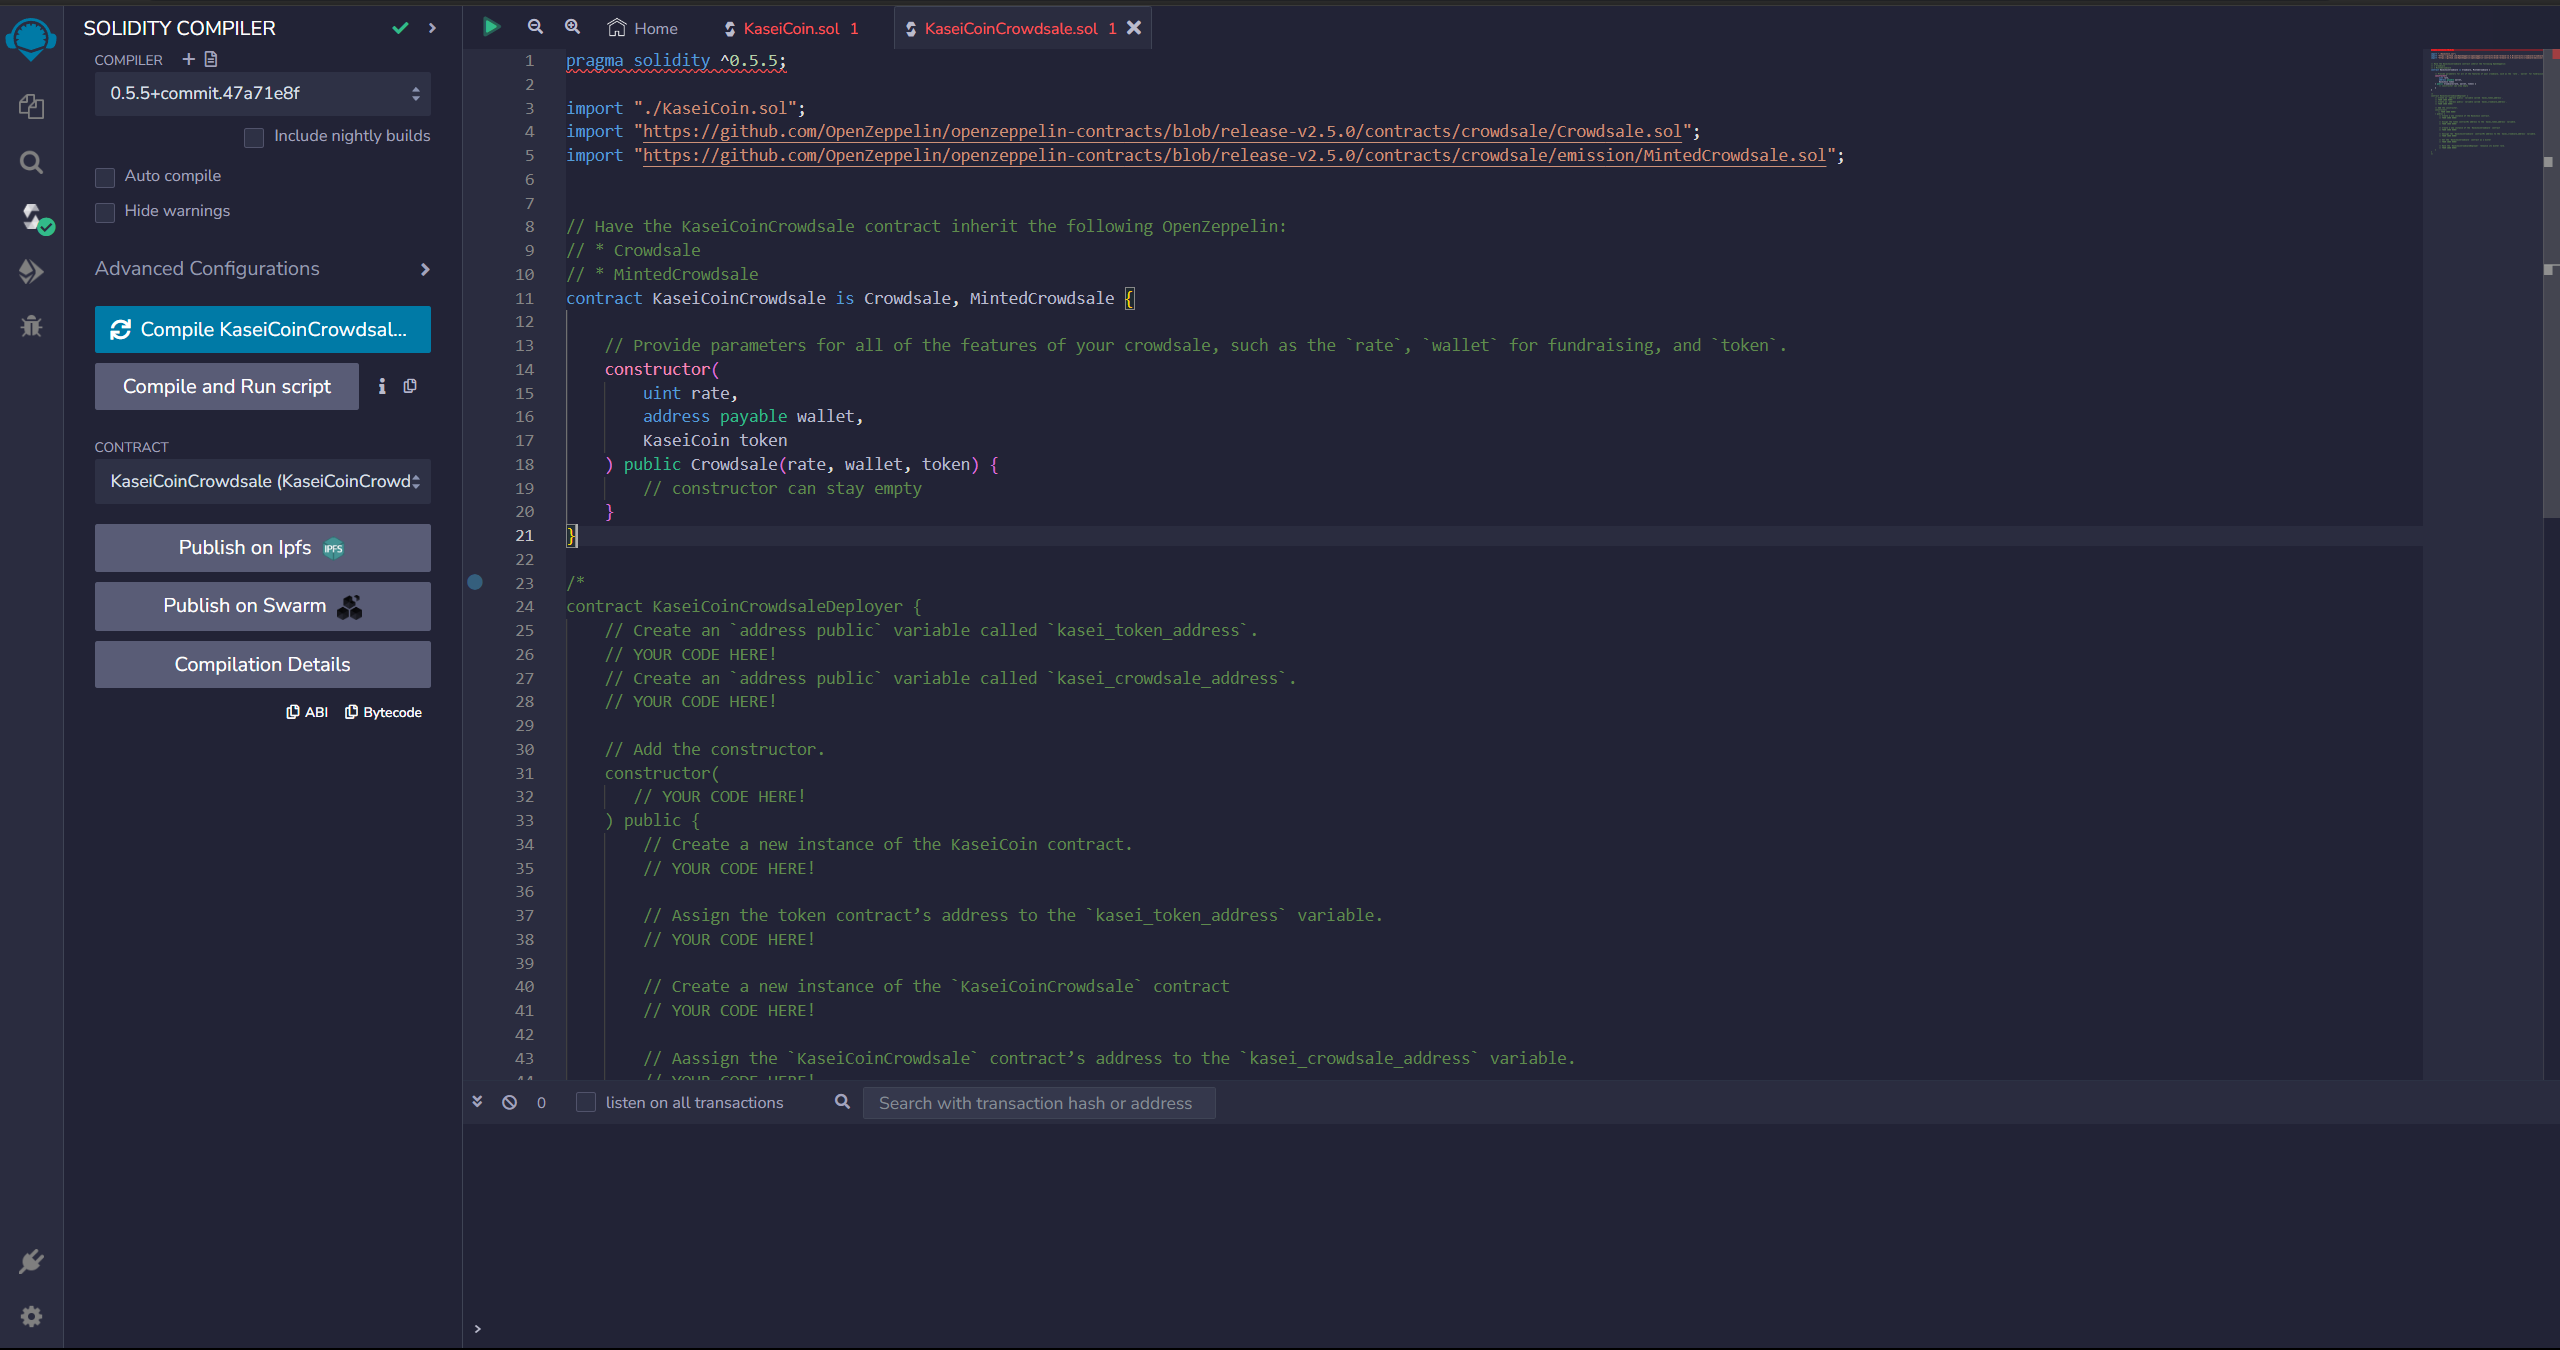 SOLIDITY COMPILER
COMPILER
0.5.5+commit.47a71e8f
Include nightly builds
Auto compile
Hide warnings
Advanced Configurations
Compile KaseiCoinCrowdsal...
Compile and Run script
CONTRACT
KaseiCoinCrowdsale (KaseiCoinCrowd
Publish on Ipfs IPFS
Publish on Swarm
Compilation Details
ABI Bytecode
Home KaseiCoin.sol 1 KaseiCoinCrowdsale.sol 1
1 pragma solidity ^0.5.5;
2
3 import "./KaseiCoin.sol";
4 import "https://github.com/OpenZeppelin/openzeppelin-contracts/blob/release-v2.5.0/contracts/crowdsale/Crowdsale.sol";
5 import "https://github.com/OpenZeppelin/openzeppelin-contracts/blob/release-v2.5.0/contracts/crowdsale/emission/MintedCrowdsale.sol";
6
7
8 // Have the KaseiCoinCrowdsale contract inherit the following OpenZeppelin:
9 // * Crowdsale
10 // * MintedCrowdsale
11 contract KaseiCoinCrowdsale is Crowdsale, MintedCrowdsale {
12
13 // Provide parameters for all of the features of your crowdsale, such as the `rate`, `wallet` for fundraising, and `token`.
14 constructor(
15 uint rate,
16 address payable wallet,
17 KaseiCoin token
18 ) public Crowdsale(rate, wallet, token) {
19 // constructor can stay empty
20 }
21 }
22
23 /*
24 contract KaseiCoinCrowdsaleDeployer {
25 // Create an `address public` variable called `kasei_token_address`.
26 // YOUR CODE HERE!
27 // Create an `address public` variable called `kasei_crowdsale_address`.
28 // YOUR CODE HERE!
29
30 // Add the constructor.
31 constructor(
32 // YOUR CODE HERE!
33 ) public {
34 // Create a new instance of the KaseiCoin contract.
35 // YOUR CODE HERE!
36
37 // Assign the token contract’s address to the `kasei_token_address` variable.
38 // YOUR CODE HERE!
39
40 // Create a new instance of the `KaseiCoinCrowdsale` contract
41 // YOUR CODE HERE!
42
43 // Aassign the `KaseiCoinCrowdsale` contract’s address to the `kasei_crowdsale_address` variable.
44 // YOUR CODE HERE!
0 listen on all transactions Search with transaction hash or address
>